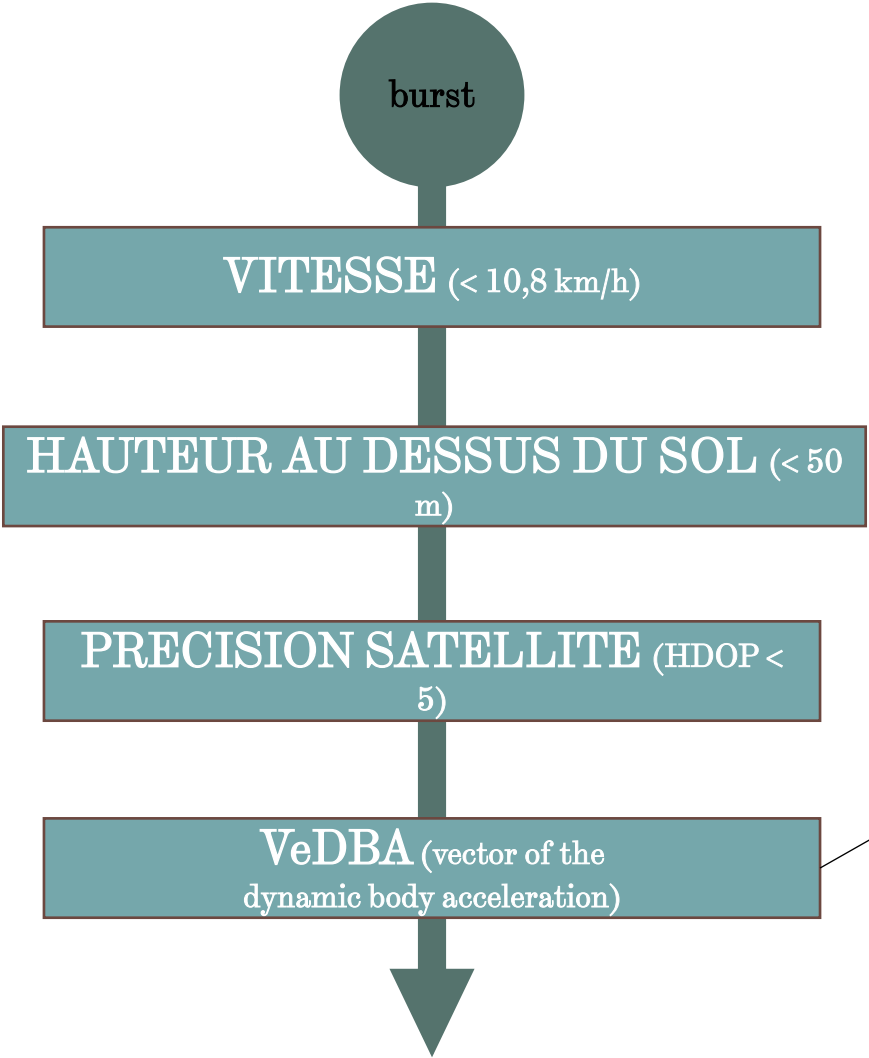 burst
VITESSE (< 10,8 km/h)
HAUTEUR AU DESSUS DU SOL (< 50
m)
PRECISION SATELLITE (HDOP <
5)
VeDBA (vector of the
dynamic body acceleration)